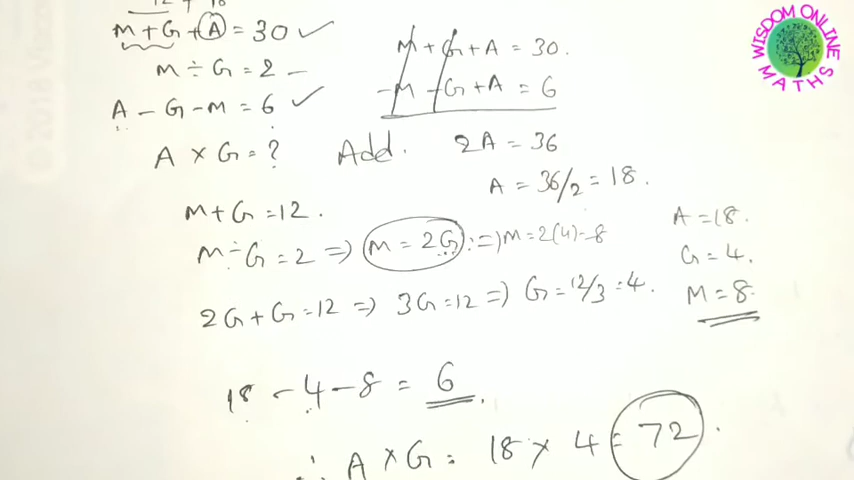 M + G + A = 30 ✓
M ÷ G = 2 –
A – G – M = 6 ✓
A × G = ?
M + G + A = 30.
– M – G + A = 6
Add. 2A = 36
A = 36/2 = 18.
M + G = 12.
M ÷ G = 2 ⇒ M = 2G ⇒ M = 2(4) = 8
2G + G = 12 ⇒ 3G = 12 ⇒ G = 12/3 = 4.
A = 18.
G = 4.
M = 8.
18 – 4 – 8 = 6.
∴ A × G = 18 × 4 = 72.
WISDOM ONLINE
MATHS